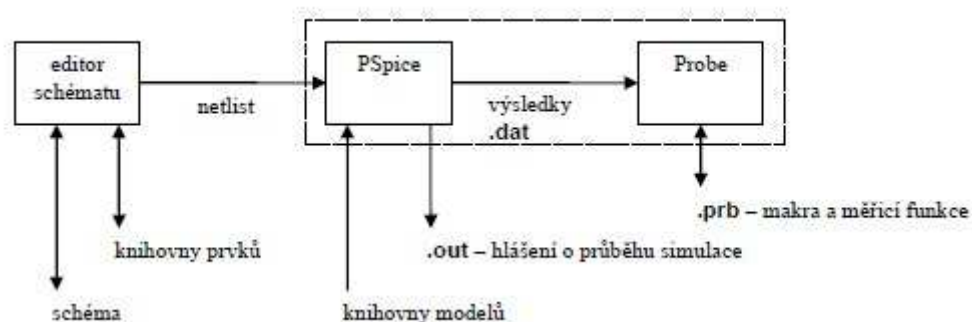 editor
schématu
netlist
PSpice
výsledky
.dat
Probe
.prb – makra a měřicí funkce
knihovny prvků
.out – hlášení o průběhu simulace
schéma
knihovny modelů